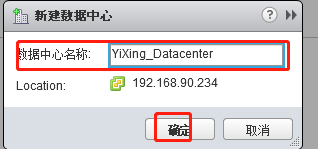 新建数据中心
数据中心名称: YiXing_Datacenter
Location: 192.168.90.234
确定 取消